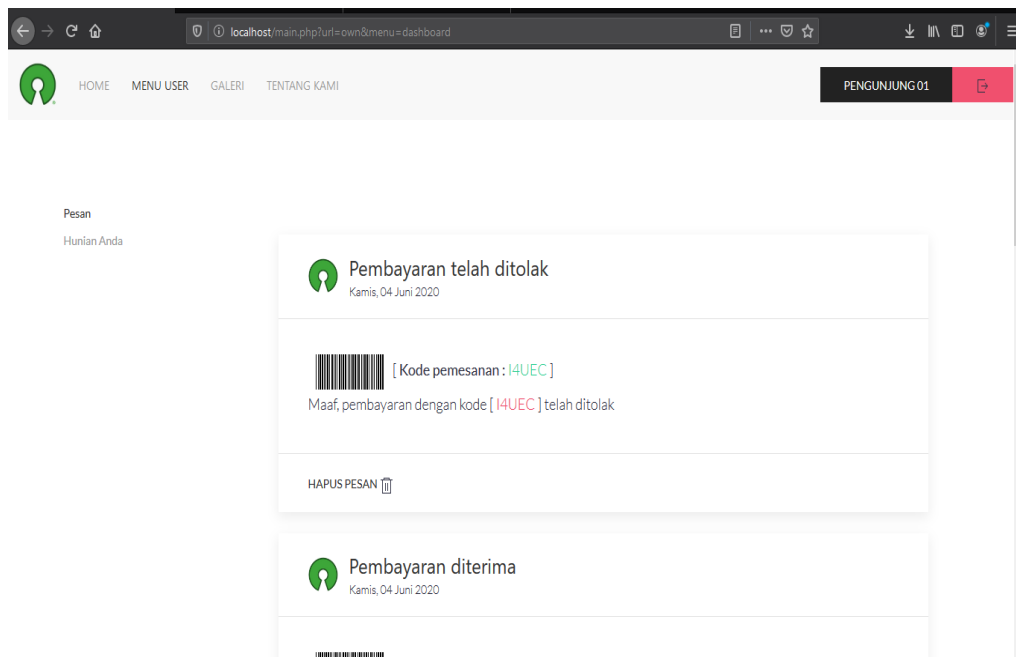 localhost/main.php?url=own&menu=dashboard
HOME MENU USER GALERI TENTANG KAMI PENGUNJUNG 01
Pesan
Hunian Anda
Pembayaran telah ditolak
Kamis, 04 Juni 2020
[ Kode pemesanan : I4UEC ]
Maaf, pembayaran dengan kode [ I4UEC ] telah ditolak
HAPUS PESAN
Pembayaran diterima
Kamis, 04 Juni 2020